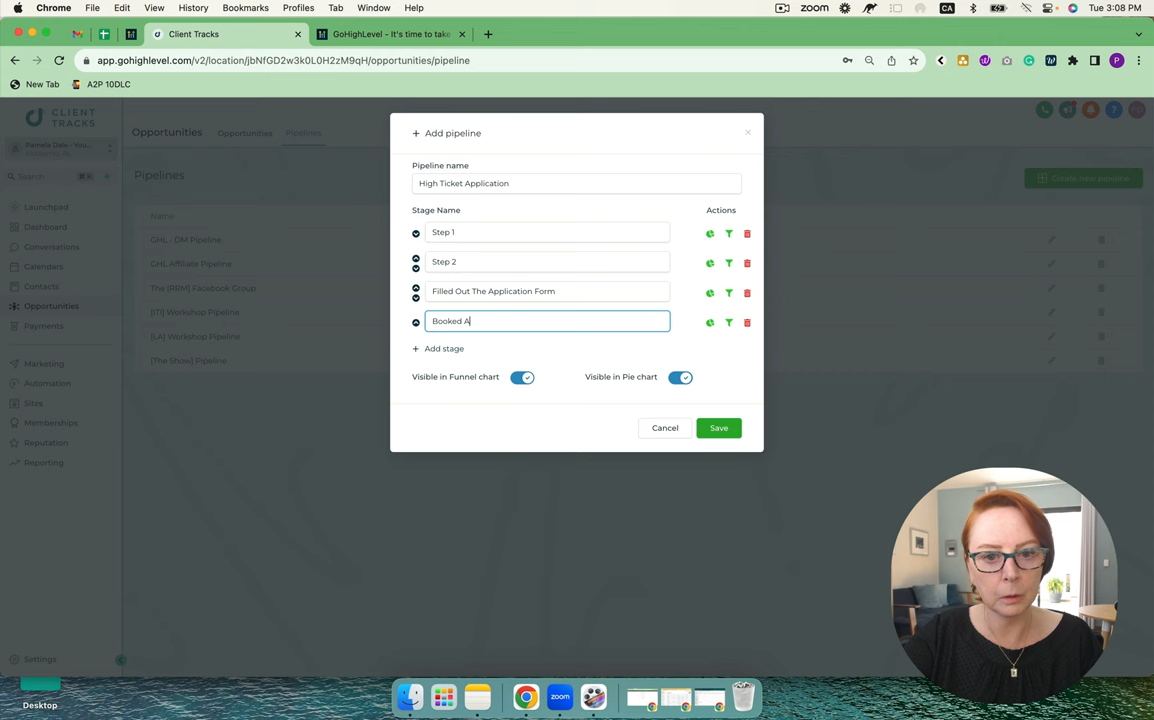 Chrome File Edit View History Bookmarks Profiles Tab Window Help zoom CA Tue 3:08 PM
Client Tracks GoHighLevel - It's time to take
app.gohighlevel.com/v2/location/jbNfGD2w3k0L0H2zM9qH/opportunities/pipeline P
New Tab A2P 10DLC
CLIENT
TRACKS
Opportunities Opportunities Pipelines
Pamela Dale - You...
Search ⌘K
Pipelines
Create new pipeline
Launchpad
Dashboard
Conversations
Calendars
Contacts
Opportunities
Payments
Marketing
Automation
Sites
Memberships
Reputation
Reporting
Settings
Name
GHL - DM Pipeline
GHL Affiliate Pipeline
The [RRM] Facebook Group
[ITI] Workshop Pipeline
[LA] Workshop Pipeline
[The Show] Pipeline
+ Add pipeline
Pipeline name
High Ticket Application
Stage Name Actions
Step 1
Step 2
Filled Out The Application Form
Booked A
+ Add stage
Visible in Funnel chart Visible in Pie chart
Cancel Save
zoom
Desktop